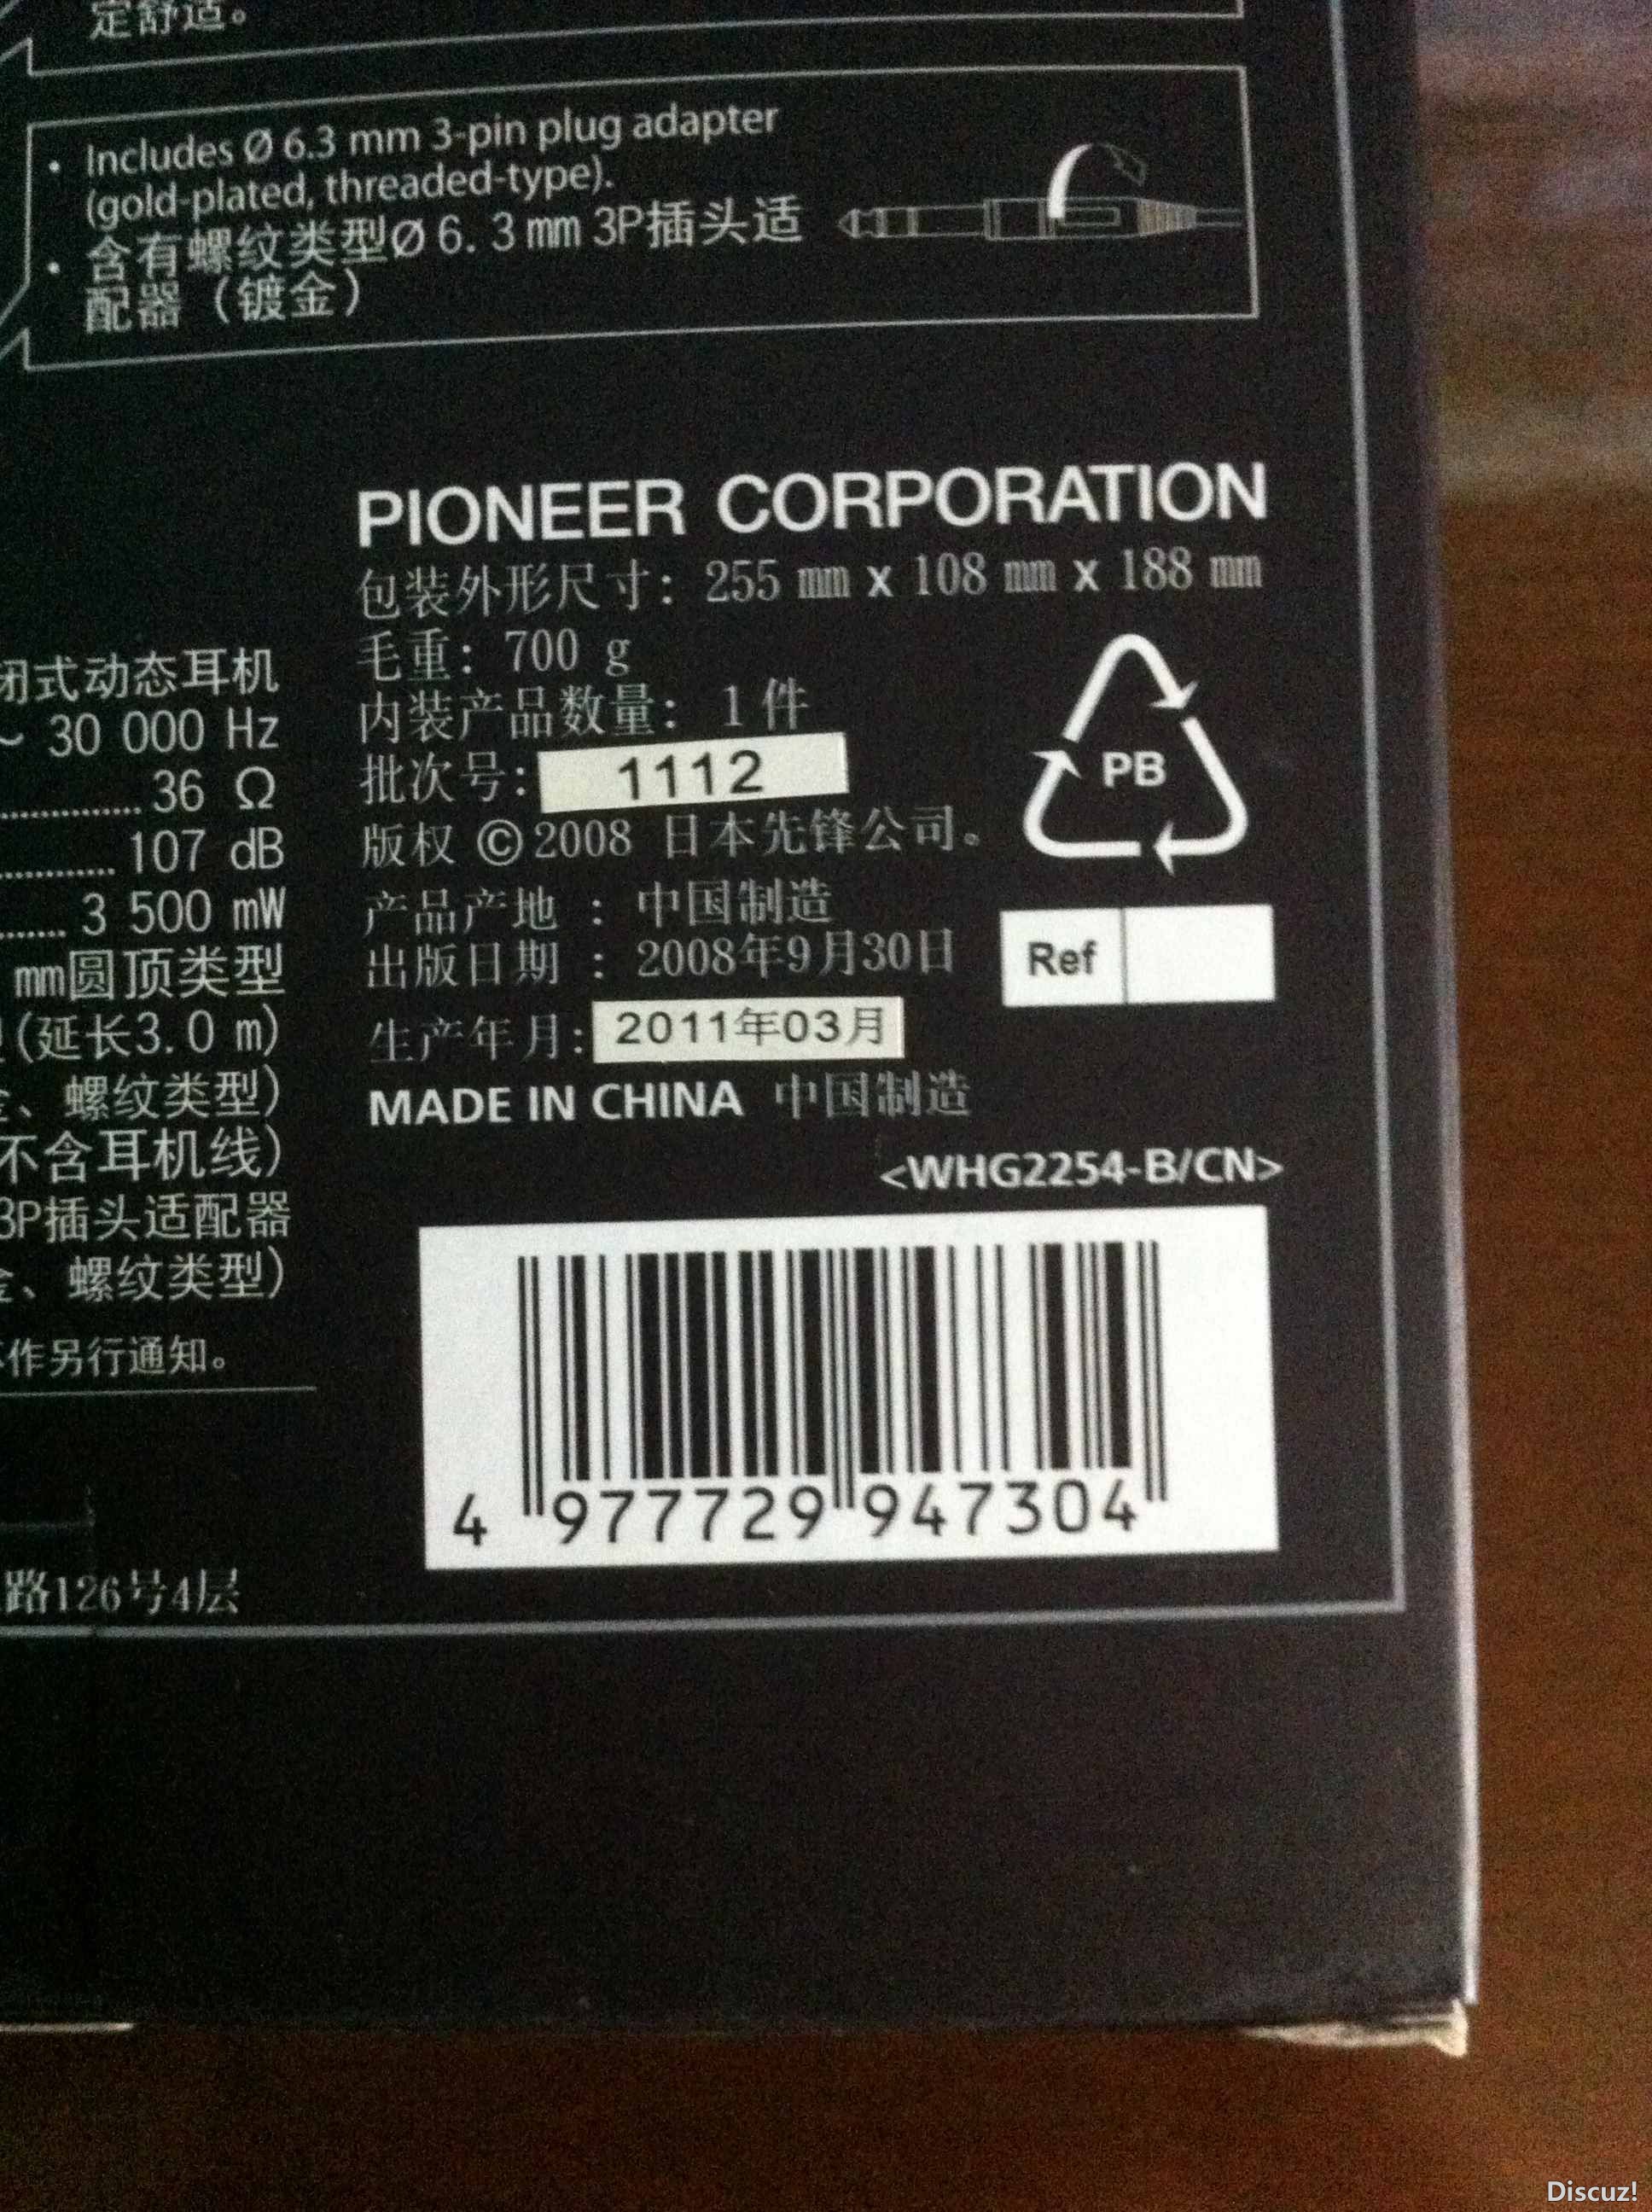 定舒适。
• Includes Ø 6.3 mm 3-pin plug adapter
(gold-plated, threaded-type).
• 含有螺纹类型Ø 6.3 mm 3P插头适
配器（镀金）
闭式动态耳机
~ 30 000 Hz
36 Ω
107 dB
3 500 mW
mm圆顶类型
(延长3.0 m)
、螺纹类型)
不含耳机线)
3P插头适配器
、螺纹类型)
作另行通知。
路126号4层
PIONEER CORPORATION
包装外形尺寸: 255 mm x 108 mm x 188 mm
毛重: 700 g
内装产品数量: 1 件
批次号: 1112
版权 ©2008 日本先锋公司。
产品产地 : 中国制造
出版日期 : 2008年9月30日
生产年月: 2011年03月
MADE IN CHINA 中国制造
PB
Ref
<WHG2254-B/CN>
4 977729 947304
Discuz!